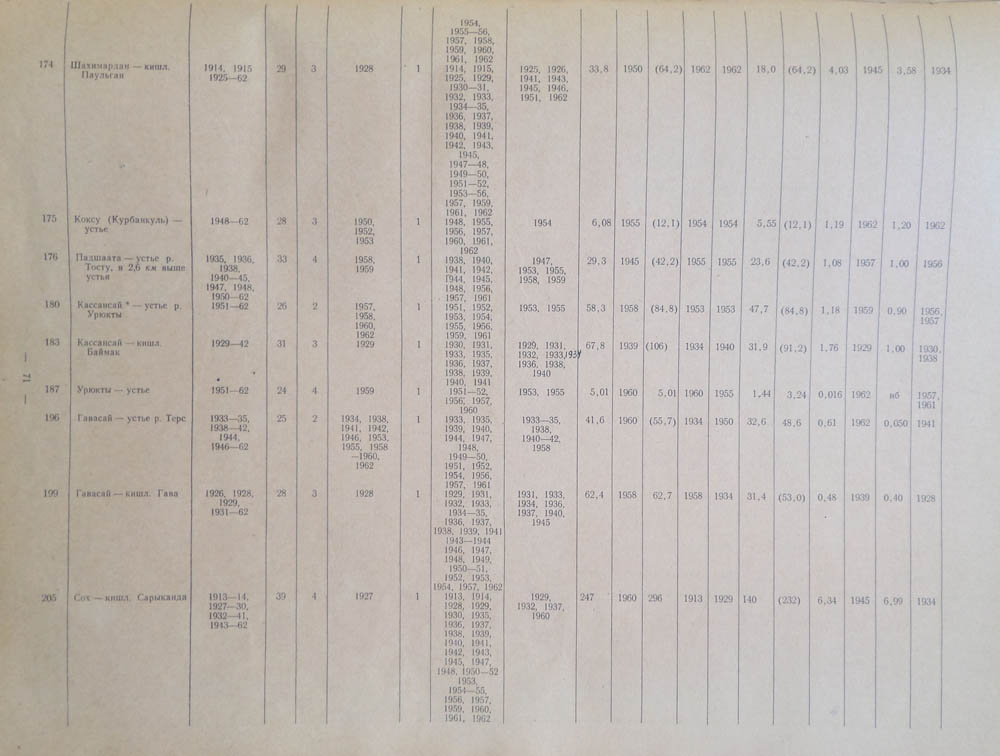 1954,
1955—56,
1957, 1958,
1959, 1960,
1961, 1962
174 Шахимардан — кишл. 1914, 1915 29 3 1928 1 1914, 1915, 1925, 1926, 33,8 1950 (64,2) 1962 1962 18,0 (64,2) 4,03 1945 3,58 1934
Паульган 1925—62 1925, 1929, 1941, 1943,
1930—31, 1945, 1946,
1932, 1933, 1951, 1962
1934—35,
1936, 1937,
1938, 1939,
1940, 1941,
1942, 1943,
1945,
1947—48,
1949—50,
1951—52,
1953—56,
1957, 1959,
1961, 1962
175 Коксу (Курбанкуль) — 1948—62 28 3 1950, 1 1948, 1955, 1954 6,08 1955 (12,1) 1954 1954 5,55 (12,1) 1,19 1962 1,20 1962
устье 1952, 1956, 1957,
1953 1960, 1961,
1962
176 Падшаата — устье р. 1935, 1936, 33 4 1958, 1 1938, 1940, 1947, 29,3 1945 (42,2) 1955 1955 23,6 (42,2) 1,08 1957 1,00 1956
Тосту, в 2,6 км выше 1938, 1959 1941, 1942, 1953, 1955,
устья 1940—45, 1944, 1945, 1958, 1959
1947, 1948, 1948, 1956,
1950—62 1957, 1961
180 Кассансай * — устье р. 1951—62 26 2 1957, 1 1951, 1952, 1953, 1955 58,3 1958 (84,8) 1953 1953 47,7 (84,8) 1,18 1959 0,90 1956,
Урюкты 1958, 1953, 1954, 1957
1960, 1955, 1956,
1962 1959, 1961
183 Кассансай — кишл. 1929—42 31 3 1929 1 1930, 1931, 1929, 1931, 67,8 1939 (106) 1934 1940 31,9 (91,2) 1,76 1929 1,00 1930,
Баймак 1933, 1935, 1932, 1933, 1934 1938
1936, 1937, 1936, 1938,
1938, 1939, 1940
1940, 1941
— 71 —
187 Урюкты — устье 1951—62 24 4 1959 1 1951—52, 1953, 1955 5,01 1960 5,01 1960 1955 1,44 3,24 0,016 1962 нб 1957,
1956, 1957, 1961
1960
196 Гавасай — устье р. Терс 1933—35, 25 2 1934, 1938, 1 1933, 1935, 1933—35, 41,6 1960 (55,7) 1934 1950 32,6 48,6 0,61 1962 0,050 1941
1938—42, 1941, 1942, 1939, 1940, 1938,
1944, 1946, 1953, 1944, 1947, 1940—42,
1946—62 1955, 1958 1948, 1958
—1960, 1949—50,
1962 1951, 1952,
1954, 1956,
1957, 1961
199 Гавасай — кишл. Гава 1926, 1928, 28 3 1928 1 1929, 1931, 1931, 1933, 62,4 1958 62,7 1958 1934 31,4 (53,0) 0,48 1939 0,40 1928
1929, 1932, 1933, 1934, 1936,
1931—62 1934—35, 1937, 1940,
1936, 1937, 1945
1938, 1939, 1941
1943—1944
1946, 1947,
1948, 1949,
1950—51,
1952, 1953,
1954, 1957, 1962
205 Сох — кишл. Сарыканда 1913—14, 39 4 1927 1 1913, 1914, 1929, 247 1960 296 1913 1929 140 (232) 6,34 1945 6,99 1934
1927—30, 1928, 1929, 1932, 1937,
1932—41, 1930, 1935, 1960
1943—62 1936, 1937,
1938, 1939,
1940, 1941,
1942, 1943,
1945, 1947,
1948, 1950—52
1953,
1954—55,
1956, 1957,
1959, 1960,
1961, 1962